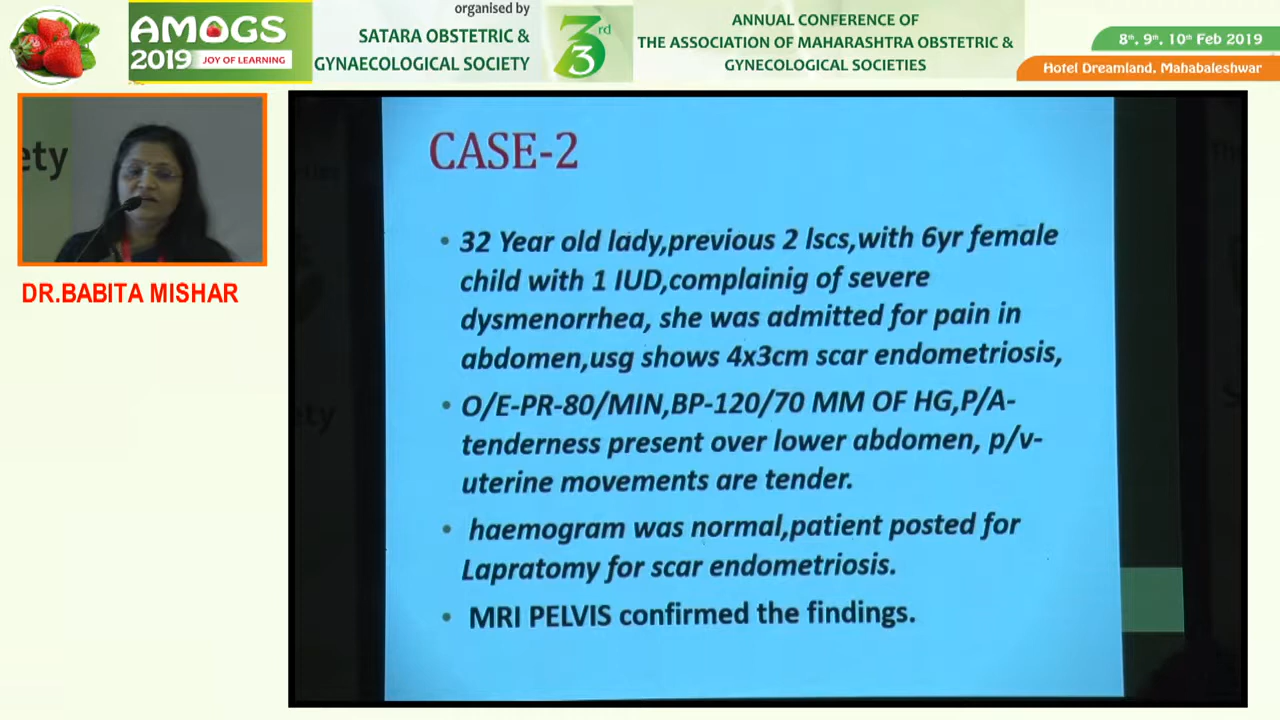 AMOGS
2019 JOY OF LEARNING
organised by
SATARA OBSTETRIC &
GYNAECOLOGICAL SOCIETY
33rd
ANNUAL CONFERENCE OF
THE ASSOCIATION OF MAHARASHTRA OBSTETRIC &
GYNECOLOGICAL SOCIETIES
8th, 9th, 10th Feb 2019
Hotel Dreamland, Mahabaleshwar
ety
DR.BABITA MISHAR
CASE-2
• 32 Year old lady,previous 2 lscs,with 6yr female
child with 1 IUD,complainig of severe
dysmenorrhea, she was admitted for pain in
abdomen,usg shows 4x3cm scar endometriosis,
• O/E-PR-80/MIN,BP-120/70 MM OF HG,P/A-
tenderness present over lower abdomen, p/v-
uterine movements are tender.
• haemogram was normal,patient posted for
Lapratomy for scar endometriosis.
• MRI PELVIS confirmed the findings.